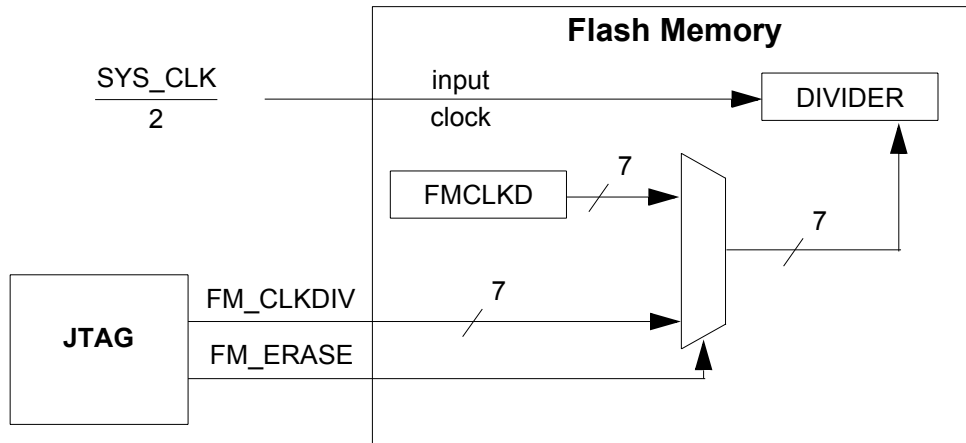 Flash Memory
SYS_CLK
2
input
clock
DIVIDER
FMCLKD
7
7
FM_CLKDIV
7
JTAG
FM_ERASE